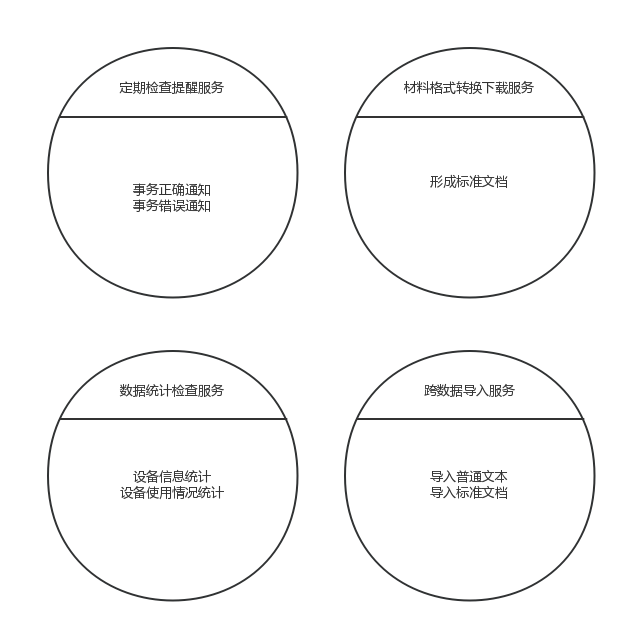 定期检查提醒服务
事务正确通知
事务错误通知
材料格式转换下载服务
形成标准文档
数据统计检查服务
设备信息统计
设备使用情况统计
跨数据导入服务
导入普通文本
导入标准文档